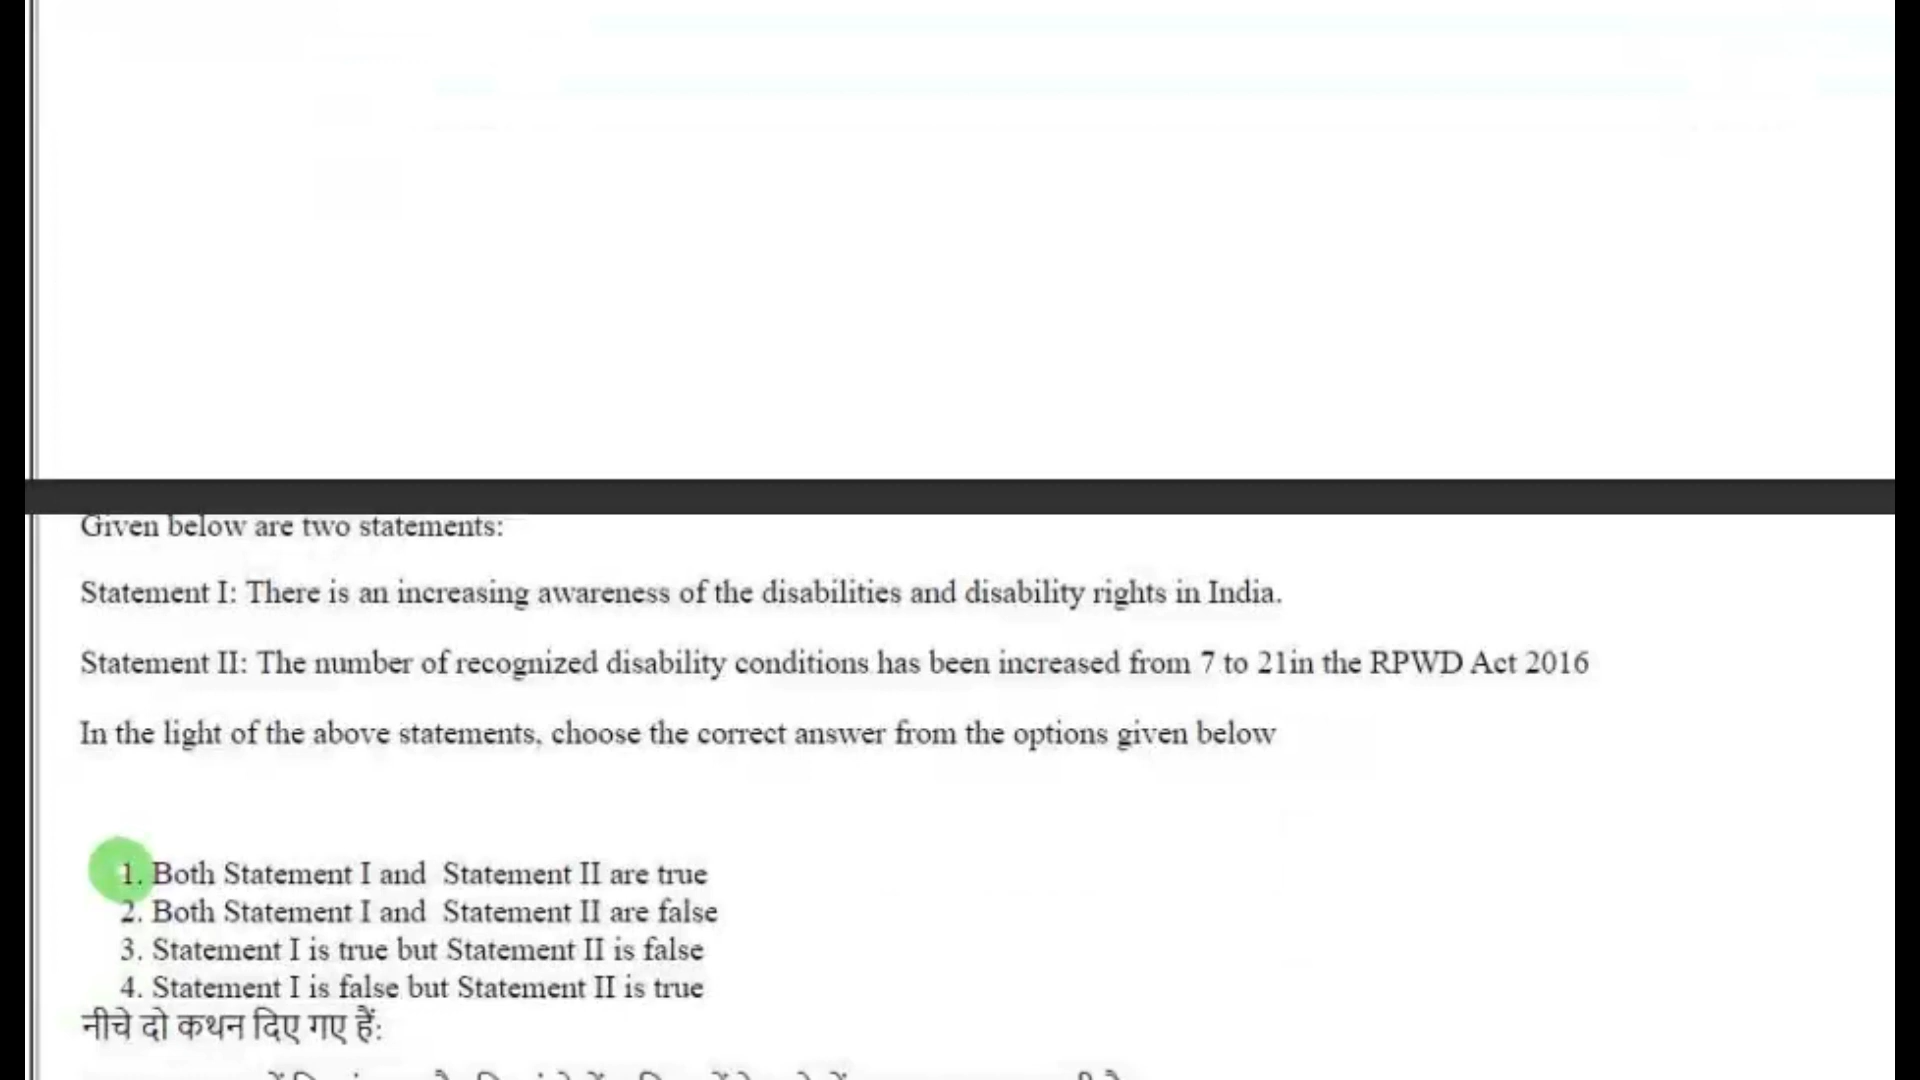 Given below are two statements:
Statement I: There is an increasing awareness of the disabilities and disability rights in India.
Statement II: The number of recognized disability conditions has been increased from 7 to 21in the RPWD Act 2016
In the light of the above statements, choose the correct answer from the options given below
1. Both Statement I and Statement II are true
2. Both Statement I and Statement II are false
3. Statement I is true but Statement II is false
4. Statement I is false but Statement II is true
नीचे दो कथन दिए गए हैं: